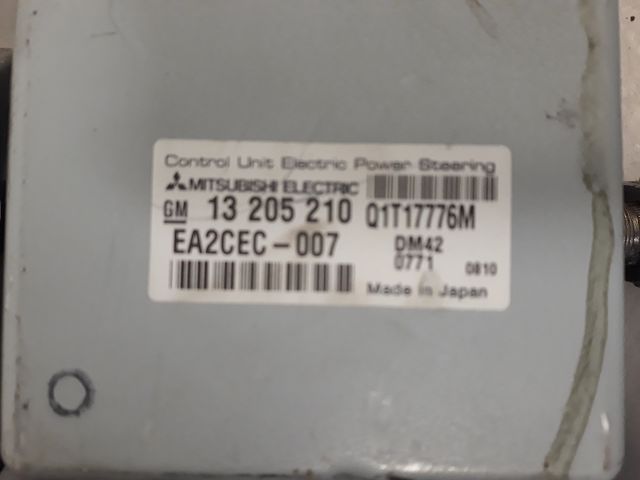 Control Unit Electric Power Steering
MITSUBISHI ELECTRIC
GM 13 205 210 Q1T17776M
EA2CEC-007 DM42
0771 0810
Made in Japan